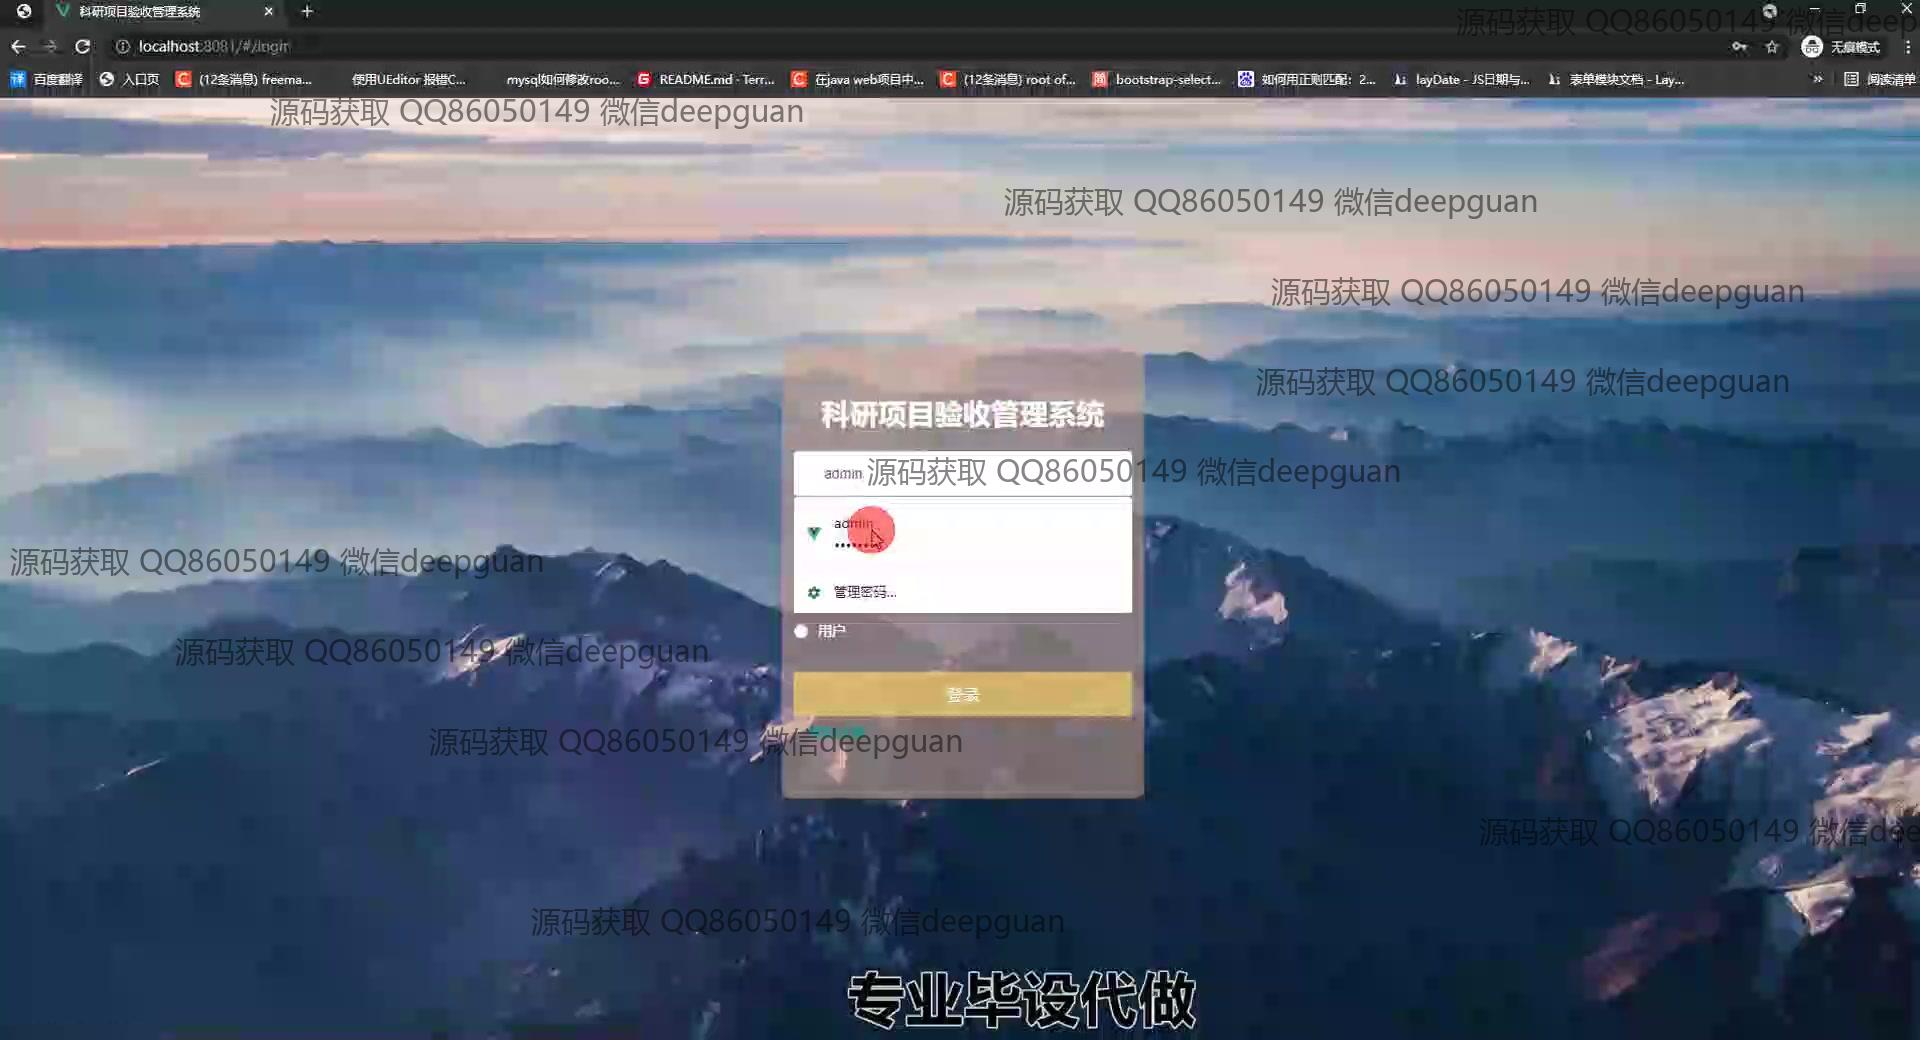 科研项目验收管理系统
localhost:8081/#/login
无痕模式
百度翻译
入口页
(12条消息) freema...
使用UEditor 报错C...
mysql如何修改roo...
README.md · Terr...
在java web项目中...
(12条消息) root of...
bootstrap-select...
如何用正则匹配：2...
layDate - JS日期与...
表单模块文档 - Lay...
»
阅读清单
源码获取 QQ86050149 微信deep
源码获取 QQ86050149 微信deepguan
源码获取 QQ86050149 微信deepguan
源码获取 QQ86050149 微信deepguan
源码获取 QQ86050149 微信deepguan
科研项目验收管理系统
admin
源码获取 QQ86050149 微信deepguan
admin
管理密码...
源码获取 QQ86050149 微信deepguan
用户
源码获取 QQ86050149 微信deepguan
登录
源码获取 QQ86050149 微信deepguan
源码获取 QQ86050149 微信dee
源码获取 QQ86050149 微信deepguan
专业毕设代做